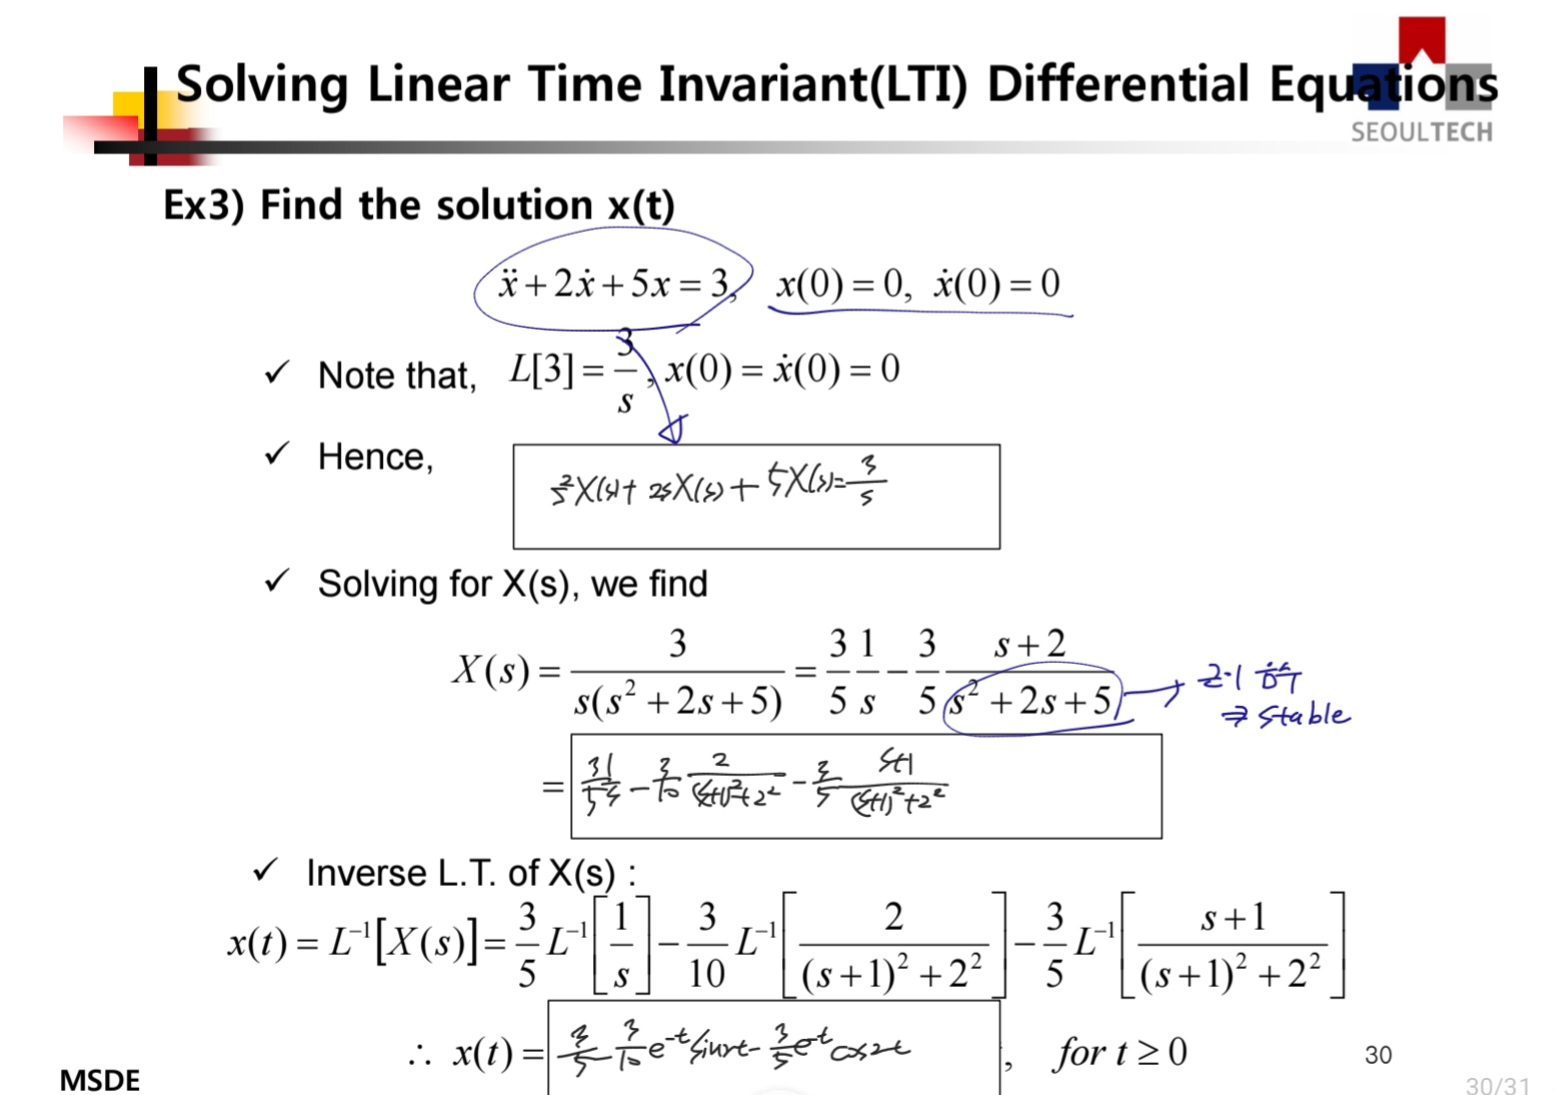 Solving Linear Time Invariant(LTI) Differential Equations
SEOULTECH
Ex3) Find the solution x(t)
ẍ + 2ẋ + 5x = 3, x(0) = 0, ẋ(0) = 0
✓ Note that, L[3] = 3/s, x(0) = ẋ(0) = 0
✓ Hence,
s²X(s) + 2sX(s) + 5X(s) = 3/s
✓ Solving for X(s), we find
X(s) = 3/(s(s² + 2s + 5)) = 3/5 1/s − 3/5 (s + 2)/(s² + 2s + 5)
⇒ stable
= 3/5 1/s − 3/10 2/((s+1)²+2²) − 3/5 (s+1)/((s+1)²+2²)
✓ Inverse L.T. of X(s) :
x(t) = L⁻¹[X(s)] = 3/5 L⁻¹[1/s] − 3/10 L⁻¹[2/((s+1)² + 2²)] − 3/5 L⁻¹[(s+1)/((s+1)² + 2²)]
∴ x(t) = 3/5 − 3/10 e^-t sin2t − 3/5 e^-t cos2t , for t ≥ 0
30
MSDE
30/31